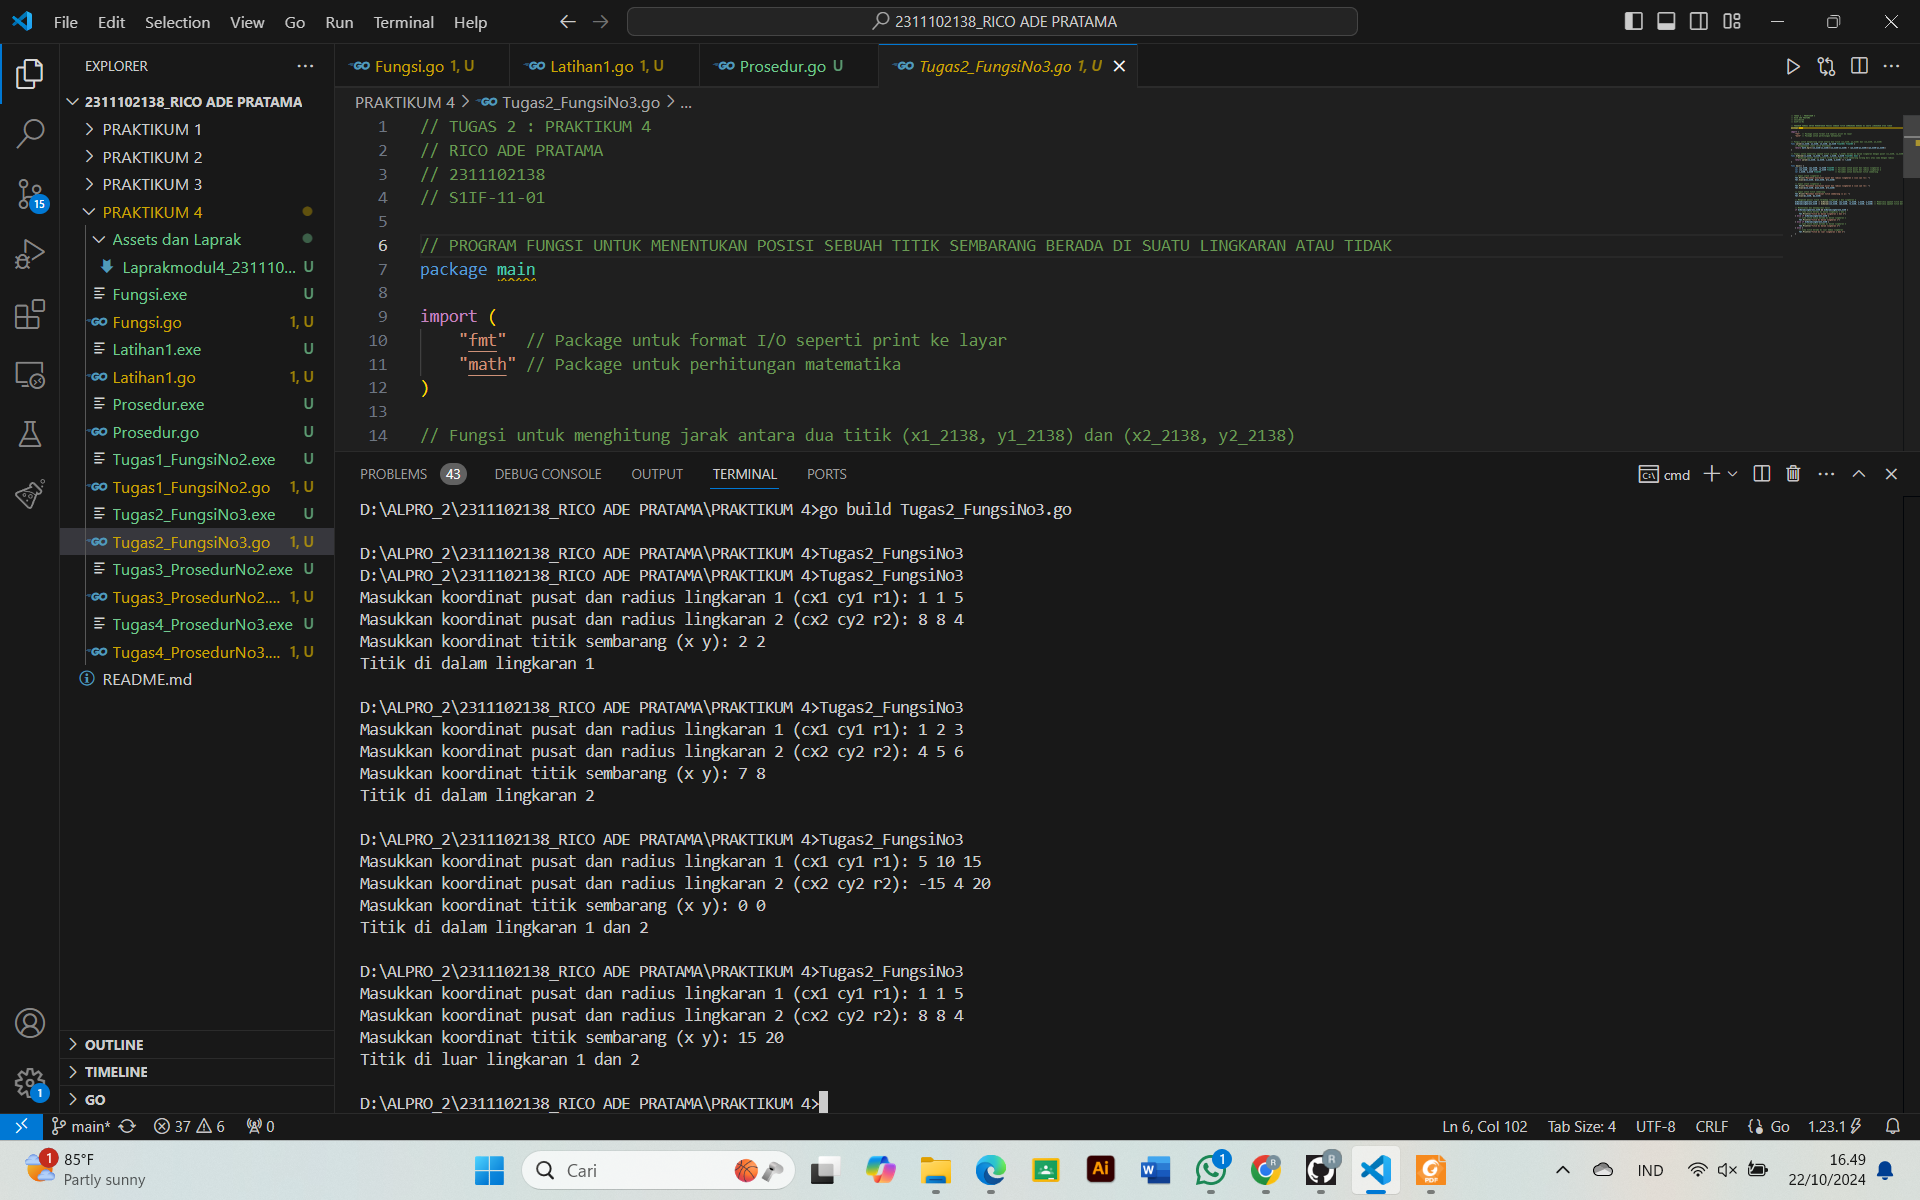 File Edit Selection View Go Run Terminal Help
2311102138_RICO ADE PRATAMA
EXPLORER
2311102138_RICO ADE PRATAMA
PRAKTIKUM 1
PRAKTIKUM 2
PRAKTIKUM 3
PRAKTIKUM 4
Assets dan Laprak
Laprakmodul4_231110... U
Fungsi.exe U
Fungsi.go 1, U
Latihan1.exe U
Latihan1.go 1, U
Prosedur.exe U
Prosedur.go U
Tugas1_FungsiNo2.exe U
Tugas1_FungsiNo2.go 1, U
Tugas2_FungsiNo3.exe U
Tugas2_FungsiNo3.go 1, U
Tugas3_ProsedurNo2.exe U
Tugas3_ProsedurNo2.... 1, U
Tugas4_ProsedurNo3.exe U
Tugas4_ProsedurNo3.... 1, U
README.md
OUTLINE
TIMELINE
GO
15
1
GO Fungsi.go 1, U
GO Latihan1.go 1, U
GO Prosedur.go U
GO Tugas2_FungsiNo3.go 1, U
PRAKTIKUM 4 > GO Tugas2_FungsiNo3.go > ...
1 // TUGAS 2 : PRAKTIKUM 4
2 // RICO ADE PRATAMA
3 // 2311102138
4 // S1IF-11-01
5
6 // PROGRAM FUNGSI UNTUK MENENTUKAN POSISI SEBUAH TITIK SEMBARANG BERADA DI SUATU LINGKARAN ATAU TIDAK
7 package main
8
9 import (
10 "fmt" // Package untuk format I/O seperti print ke layar
11 "math" // Package untuk perhitungan matematika
12 )
13
14 // Fungsi untuk menghitung jarak antara dua titik (x1_2138, y1_2138) dan (x2_2138, y2_2138)
PROBLEMS 43 DEBUG CONSOLE OUTPUT TERMINAL PORTS
cmd
D:\ALPRO_2\2311102138_RICO ADE PRATAMA\PRAKTIKUM 4>go build Tugas2_FungsiNo3.go
D:\ALPRO_2\2311102138_RICO ADE PRATAMA\PRAKTIKUM 4>Tugas2_FungsiNo3
D:\ALPRO_2\2311102138_RICO ADE PRATAMA\PRAKTIKUM 4>Tugas2_FungsiNo3
Masukkan koordinat pusat dan radius lingkaran 1 (cx1 cy1 r1): 1 1 5
Masukkan koordinat pusat dan radius lingkaran 2 (cx2 cy2 r2): 8 8 4
Masukkan koordinat titik sembarang (x y): 2 2
Titik di dalam lingkaran 1
D:\ALPRO_2\2311102138_RICO ADE PRATAMA\PRAKTIKUM 4>Tugas2_FungsiNo3
Masukkan koordinat pusat dan radius lingkaran 1 (cx1 cy1 r1): 1 2 3
Masukkan koordinat pusat dan radius lingkaran 2 (cx2 cy2 r2): 4 5 6
Masukkan koordinat titik sembarang (x y): 7 8
Titik di dalam lingkaran 2
D:\ALPRO_2\2311102138_RICO ADE PRATAMA\PRAKTIKUM 4>Tugas2_FungsiNo3
Masukkan koordinat pusat dan radius lingkaran 1 (cx1 cy1 r1): 5 10 15
Masukkan koordinat pusat dan radius lingkaran 2 (cx2 cy2 r2): -15 4 20
Masukkan koordinat titik sembarang (x y): 0 0
Titik di dalam lingkaran 1 dan 2
D:\ALPRO_2\2311102138_RICO ADE PRATAMA\PRAKTIKUM 4>Tugas2_FungsiNo3
Masukkan koordinat pusat dan radius lingkaran 1 (cx1 cy1 r1): 1 1 5
Masukkan koordinat pusat dan radius lingkaran 2 (cx2 cy2 r2): 8 8 4
Masukkan koordinat titik sembarang (x y): 15 20
Titik di luar lingkaran 1 dan 2
D:\ALPRO_2\2311102138_RICO ADE PRATAMA\PRAKTIKUM 4>
main* 37 6 0 Ln 6, Col 102 Tab Size: 4 UTF-8 CRLF Go 1.23.1
1 85°F
Partly sunny
Cari
Ai
W
1
R
R
PDF
IND
16.49
22/10/2024